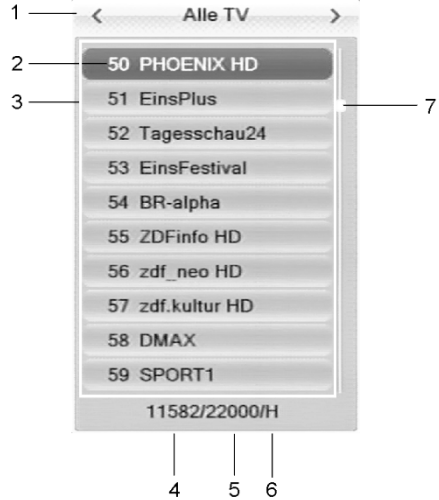 1 < Alle TV >
2 50 PHOENIX HD
3 51 EinsPlus 7
52 Tagesschau24
53 EinsFestival
54 BR-alpha
55 ZDFinfo HD
56 zdf_neo HD
57 zdf.kultur HD
58 DMAX
59 SPORT1
11582/22000/H
4 5 6